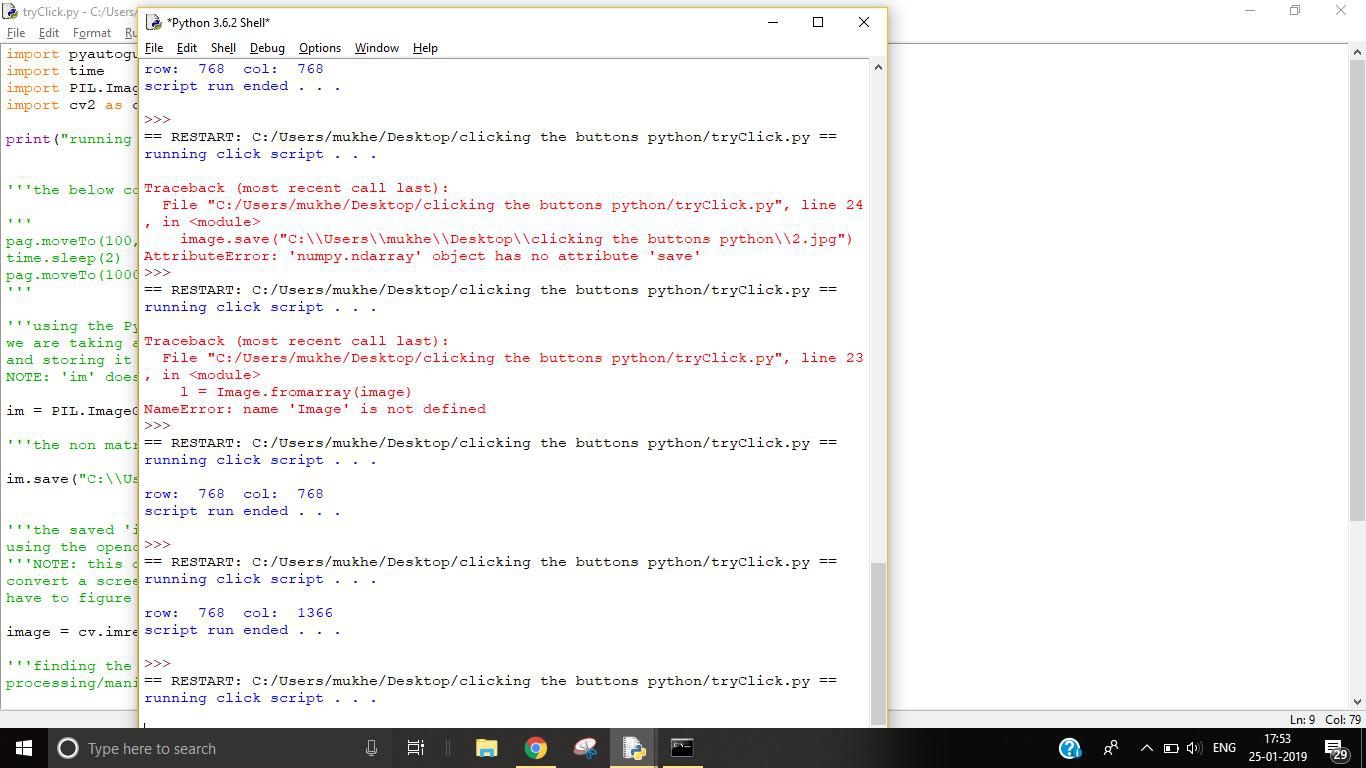 tryClick.py - C:/Users/
File Edit Format Ru
import pyautogu
import time
import PIL.Imag
import cv2 as c
print("running
'''the below co
'''
pag.moveTo(100,
time.sleep(2)
pag.moveTo(1000
'''
'''using the Py
we are taking a
and storing it
NOTE: 'im' does
im = PIL.ImageG
'''the non matr
im.save("C:\\Us
'''the saved 'i
using the openc
'''NOTE: this c
convert a scree
have to figure
image = cv.imre
'''finding the
processing/mani
*Python 3.6.2 Shell*
File Edit Shell Debug Options Window Help
row:  768  col:  768
script run ended . . .
>>>
== RESTART: C:/Users/mukhe/Desktop/clicking the buttons python/tryClick.py ==
running click script . . .
Traceback (most recent call last):
  File "C:/Users/mukhe/Desktop/clicking the buttons python/tryClick.py", line 24
, in <module>
    image.save("C:\\Users\\mukhe\\Desktop\\clicking the buttons python\\2.jpg")
AttributeError: 'numpy.ndarray' object has no attribute 'save'
>>>
== RESTART: C:/Users/mukhe/Desktop/clicking the buttons python/tryClick.py ==
running click script . . .
Traceback (most recent call last):
  File "C:/Users/mukhe/Desktop/clicking the buttons python/tryClick.py", line 23
, in <module>
    l = Image.fromarray(image)
NameError: name 'Image' is not defined
>>>
== RESTART: C:/Users/mukhe/Desktop/clicking the buttons python/tryClick.py ==
running click script . . .
row:  768  col:  768
script run ended . . .
>>>
== RESTART: C:/Users/mukhe/Desktop/clicking the buttons python/tryClick.py ==
running click script . . .
row:  768  col:  1366
script run ended . . .
>>>
== RESTART: C:/Users/mukhe/Desktop/clicking the buttons python/tryClick.py ==
running click script . . .
Ln: 9 Col: 79
Type here to search
ENG
17:53
25-01-2019
29